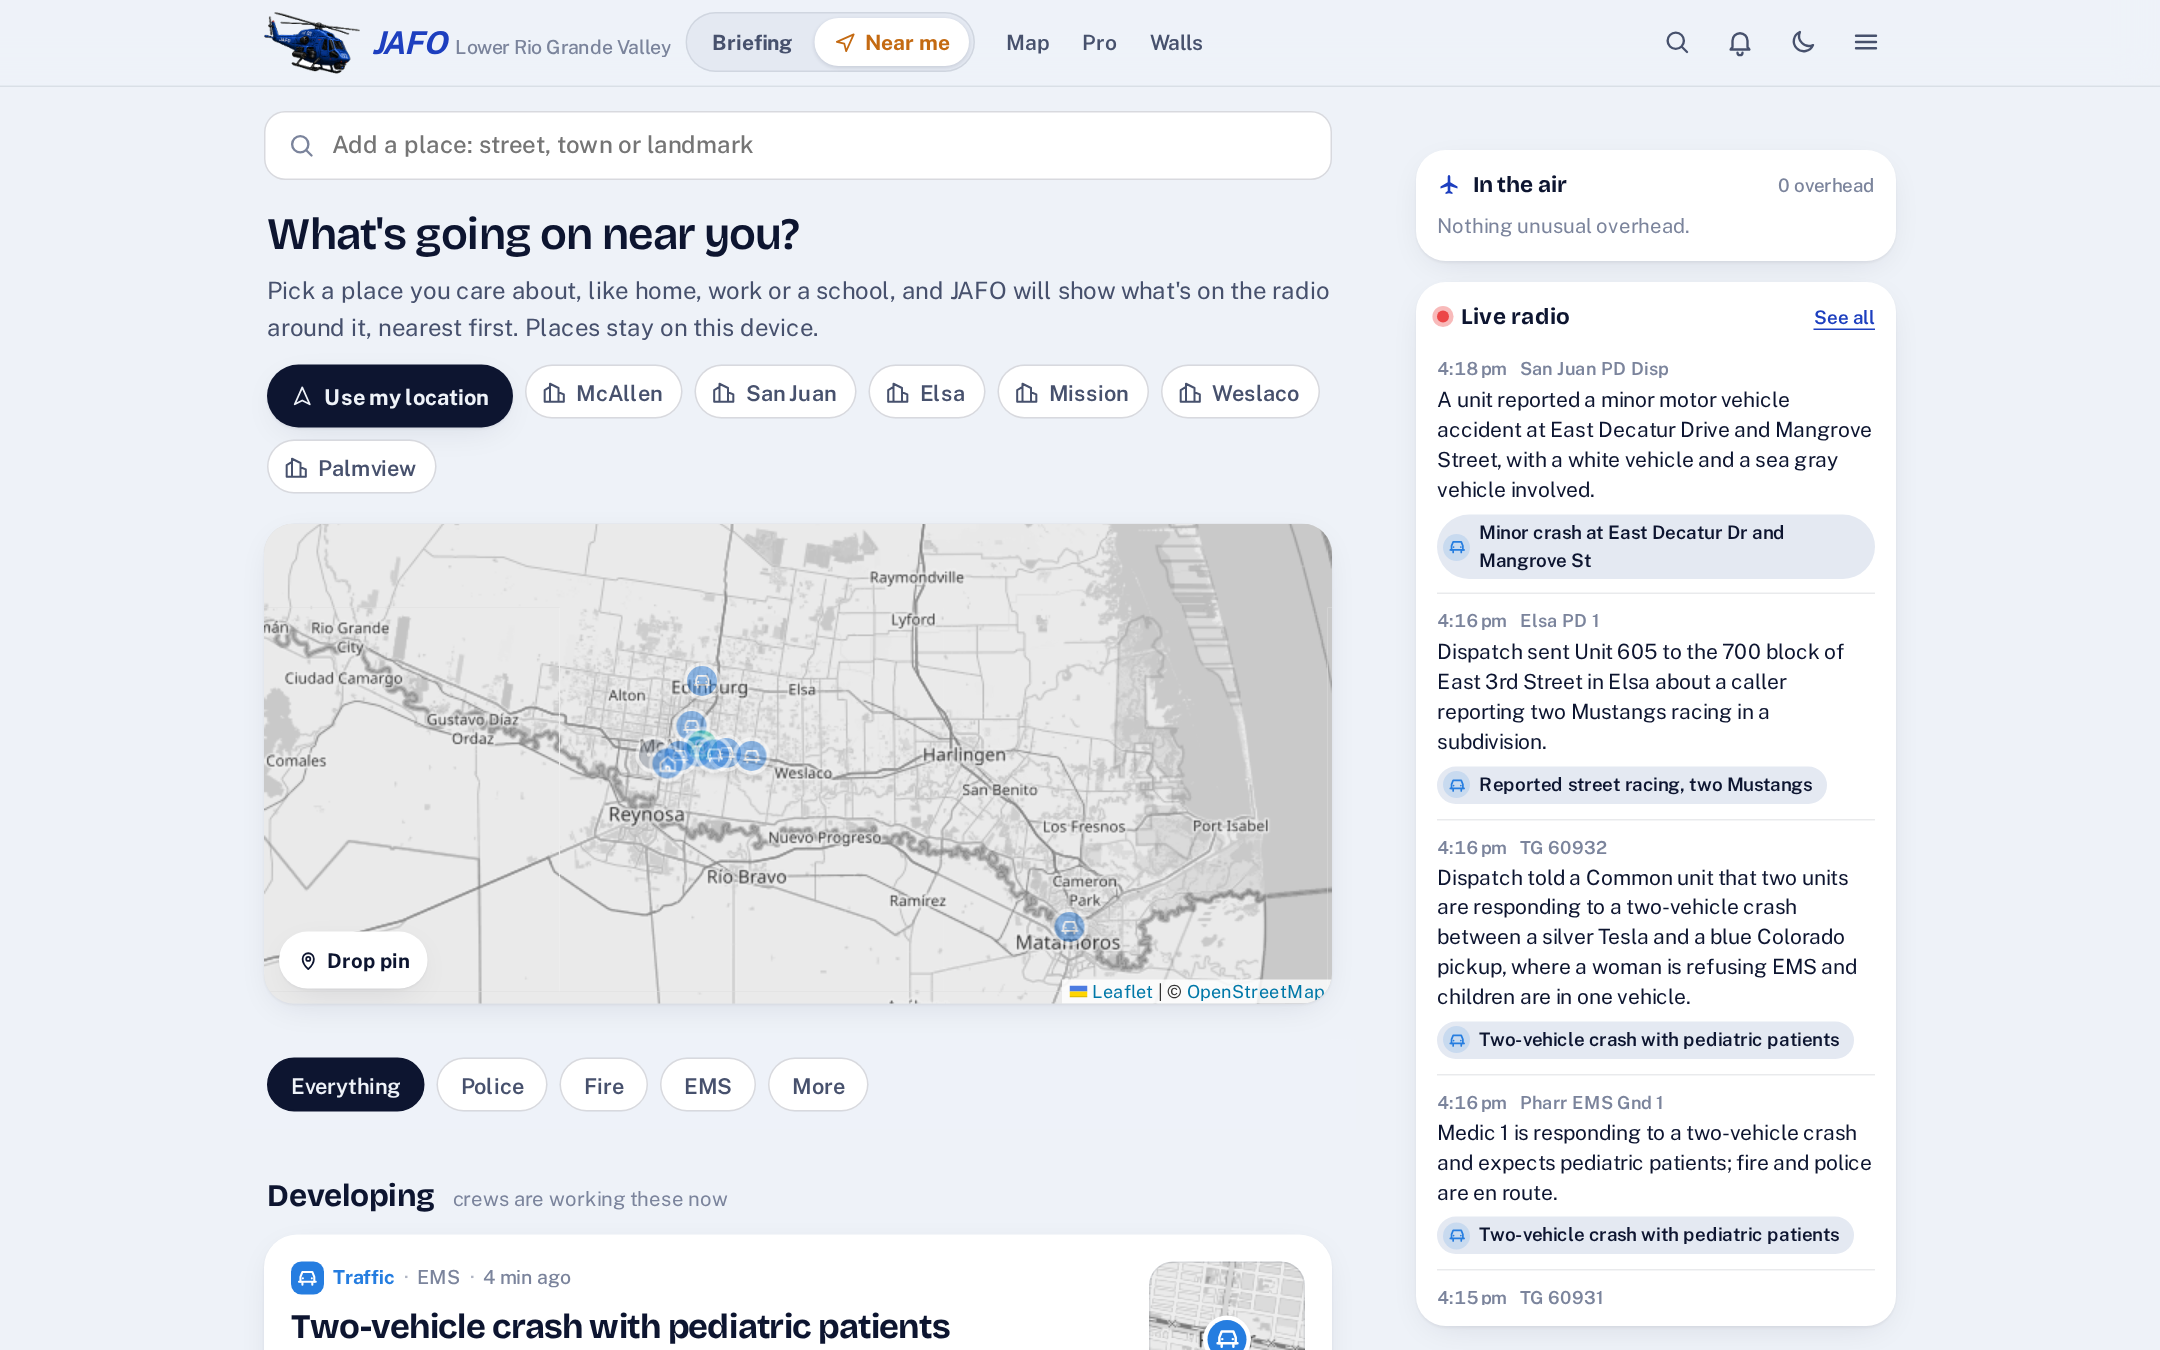 JAFO Lower Rio Grande Valley Briefing Near me Map Pro Walls
Add a place: street, town or landmark
What's going on near you?
Pick a place you care about, like home, work or a school, and JAFO will show what's on the radio
around it, nearest first. Places stay on this device.
Use my location McAllen San Juan Elsa Mission Weslaco
Palmview
Raymondville
Lyford
Rio Grande
City
Ciudad Camargo
Alton
Edinburg
Elsa
Gustavo Díaz
Ordaz
Comales
Harlingen
Weslaco
San Benito
Reynosa
Nuevo Progreso
Los Fresnos
Port Isabel
Río Bravo
Ramírez
Cameron
Park
Matamoros
Drop pin
Leaflet | © OpenStreetMap
Everything Police Fire EMS More
Developing crews are working these now
Traffic · EMS · 4 min ago
Two-vehicle crash with pediatric patients
In the air 0 overhead
Nothing unusual overhead.
Live radio See all
4:18 pm San Juan PD Disp
A unit reported a minor motor vehicle
accident at East Decatur Drive and Mangrove
Street, with a white vehicle and a sea gray
vehicle involved.
Minor crash at East Decatur Dr and
Mangrove St
4:16 pm Elsa PD 1
Dispatch sent Unit 605 to the 700 block of
East 3rd Street in Elsa about a caller
reporting two Mustangs racing in a
subdivision.
Reported street racing, two Mustangs
4:16 pm TG 60932
Dispatch told a Common unit that two units
are responding to a two-vehicle crash
between a silver Tesla and a blue Colorado
pickup, where a woman is refusing EMS and
children are in one vehicle.
Two-vehicle crash with pediatric patients
4:16 pm Pharr EMS Gnd 1
Medic 1 is responding to a two-vehicle crash
and expects pediatric patients; fire and police
are en route.
Two-vehicle crash with pediatric patients
4:15 pm TG 60931